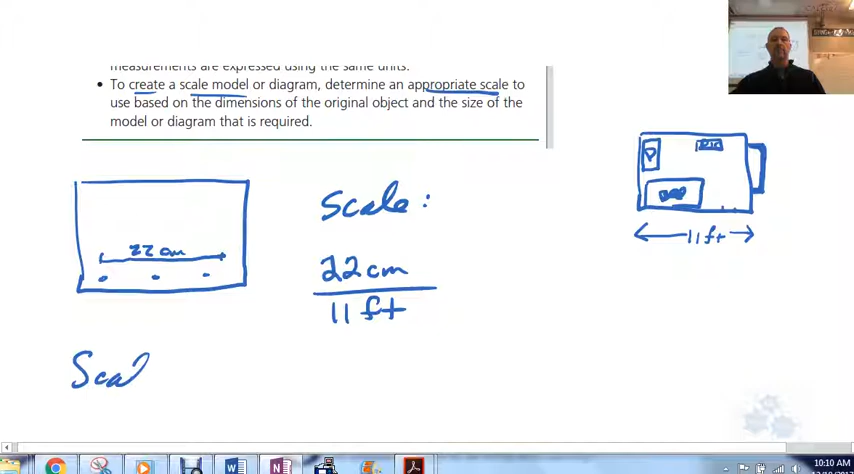 measurements are expressed using the same units.
• To create a scale model or diagram, determine an appropriate scale to
use based on the dimensions of the original object and the size of the
model or diagram that is required.
22 cm
Scale:
22 cm
11 ft
11 ft
Scal
10:10 AM